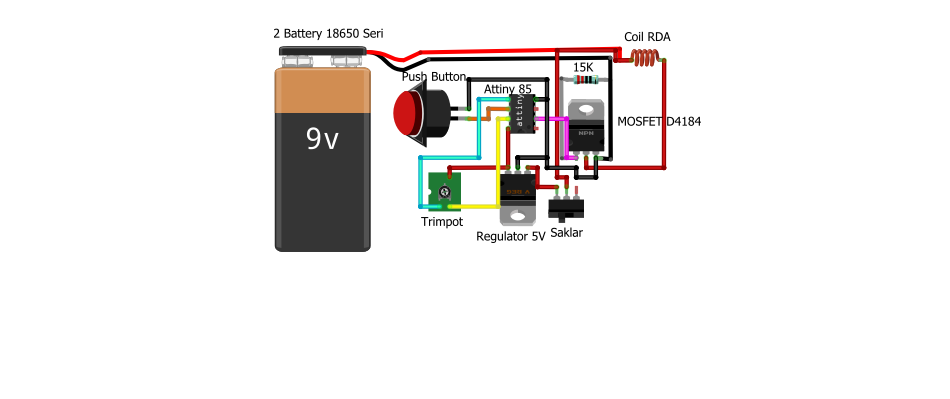 2 Battery 18650 Seri
Coil RDA
15K
Push Button
Attiny 85
attiny
MOSFET D4184
NPN
9v
Trimpot
Regulator 5V
Saklar